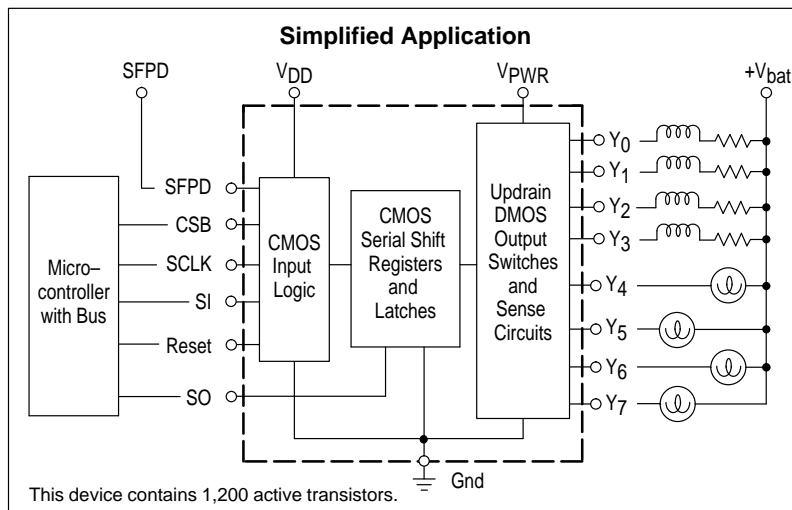 Simplified Application
SFPD
VDD
VPWR
+Vbat
SFPD
CSB
SCLK
SI
Reset
SO
Micro–
controller
with Bus
CMOS
Input
Logic
CMOS
Serial Shift
Registers
and
Latches
Updrain
DMOS
Output
Switches
and
Sense
Circuits
Y0
Y1
Y2
Y3
Y4
Y5
Y6
Y7
Gnd
This device contains 1,200 active transistors.